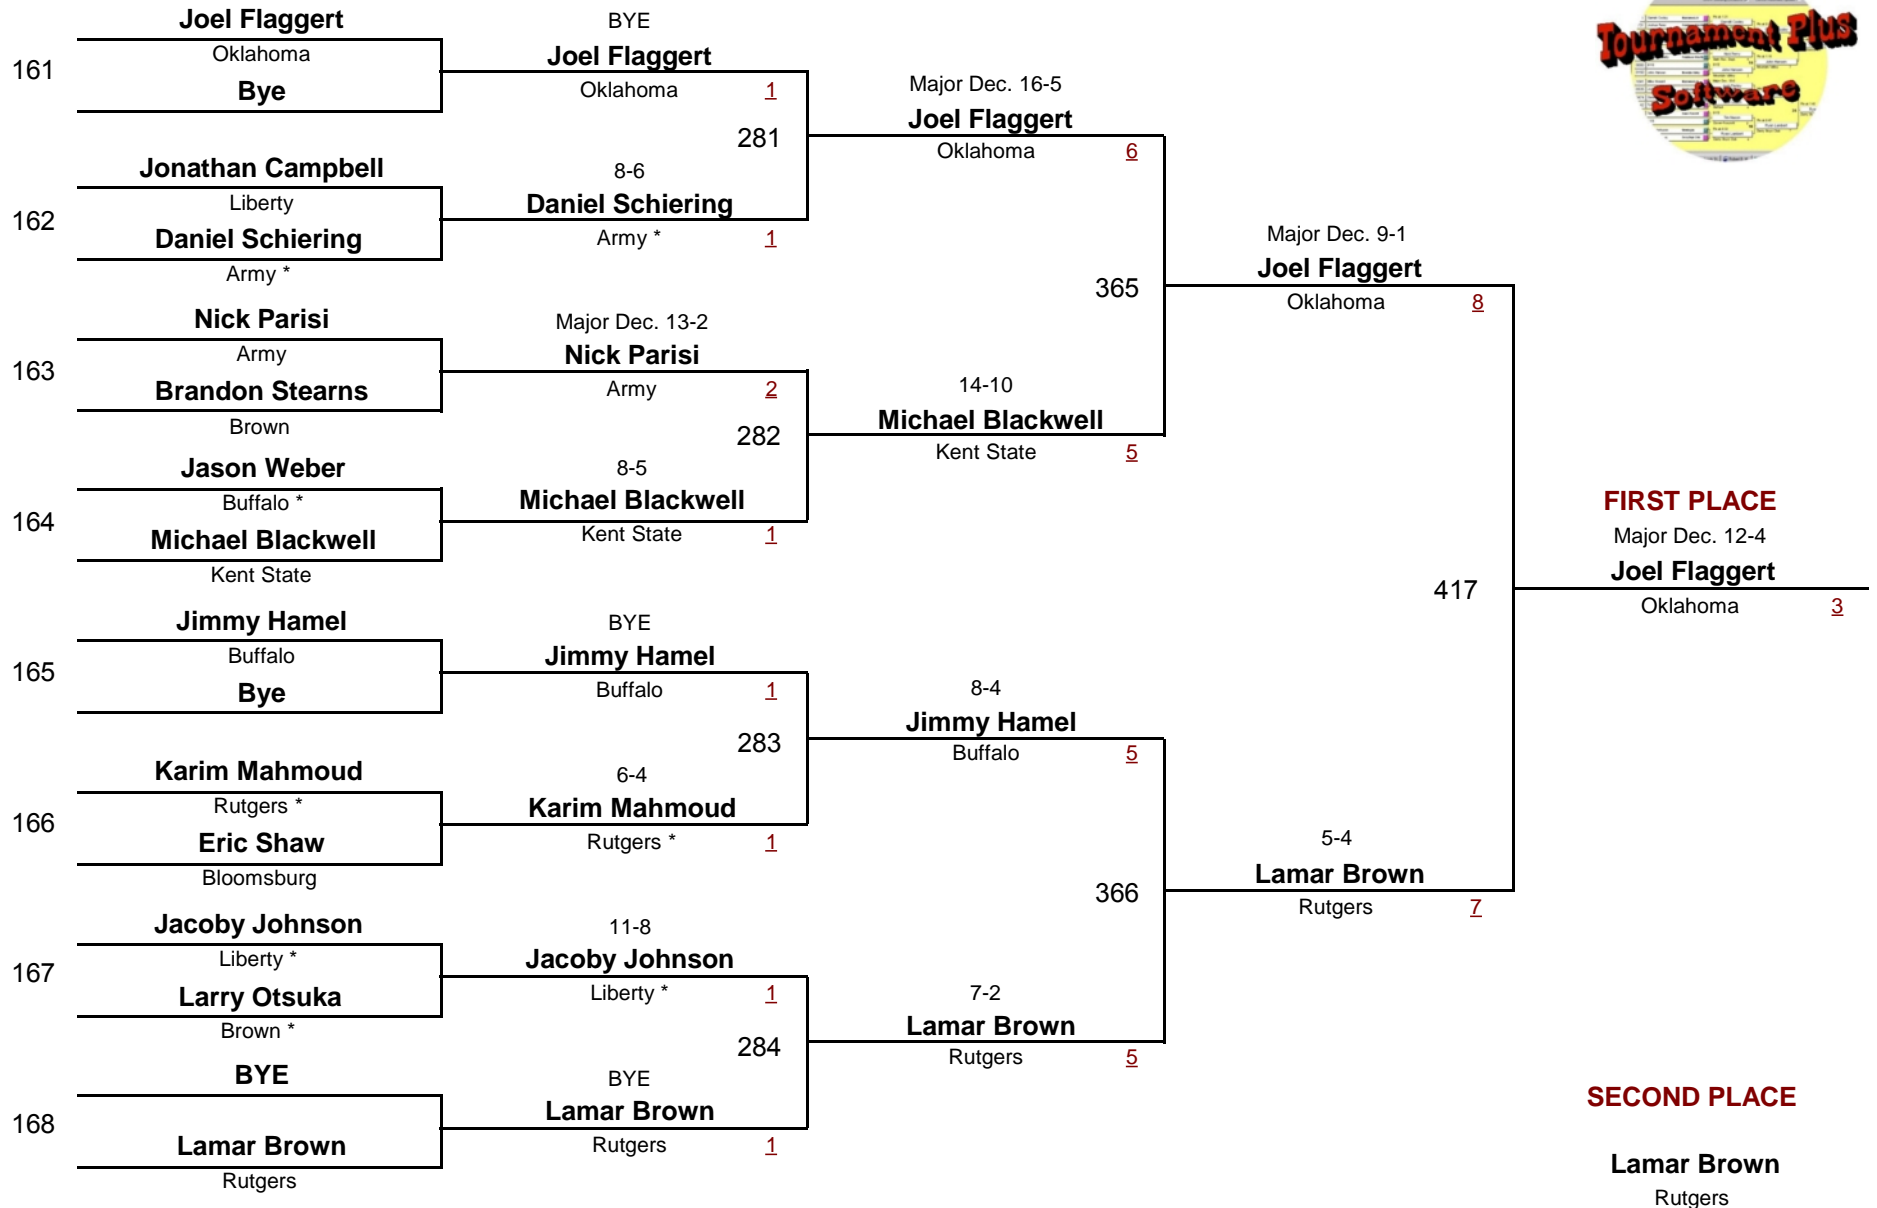 Joel Flaggert
Oklahoma
161
Bye
Jonathan Campbell
Liberty
162
Daniel Schiering
Army *
Nick Parisi
Army
163
Brandon Stearns
Brown
Jason Weber
Buffalo *
164
Michael Blackwell
Kent State
Jimmy Hamel
Buffalo
165
Bye
Karim Mahmoud
Rutgers *
166
Eric Shaw
Bloomsburg
Jacoby Johnson
Liberty *
167
Larry Otsuka
Brown *
BYE
168
Lamar Brown
Rutgers
BYE
Joel Flaggert
Oklahoma 1
281
8-6
Daniel Schiering
Army * 1
Major Dec. 13-2
Nick Parisi
Army 2
282
8-5
Michael Blackwell
Kent State 1
BYE
Jimmy Hamel
Buffalo 1
283
6-4
Karim Mahmoud
Rutgers * 1
11-8
Jacoby Johnson
Liberty * 1
284
BYE
Lamar Brown
Rutgers 1
Major Dec. 16-5
Joel Flaggert
Oklahoma 6
365
14-10
Michael Blackwell
Kent State 5
8-4
Jimmy Hamel
Buffalo 5
366
7-2
Lamar Brown
Rutgers 5
Major Dec. 9-1
Joel Flaggert
Oklahoma 8
417
5-4
Lamar Brown
Rutgers 7
Tournament Plus
Software
FIRST PLACE
Major Dec. 12-4
Joel Flaggert
Oklahoma 3
SECOND PLACE
Lamar Brown
Rutgers